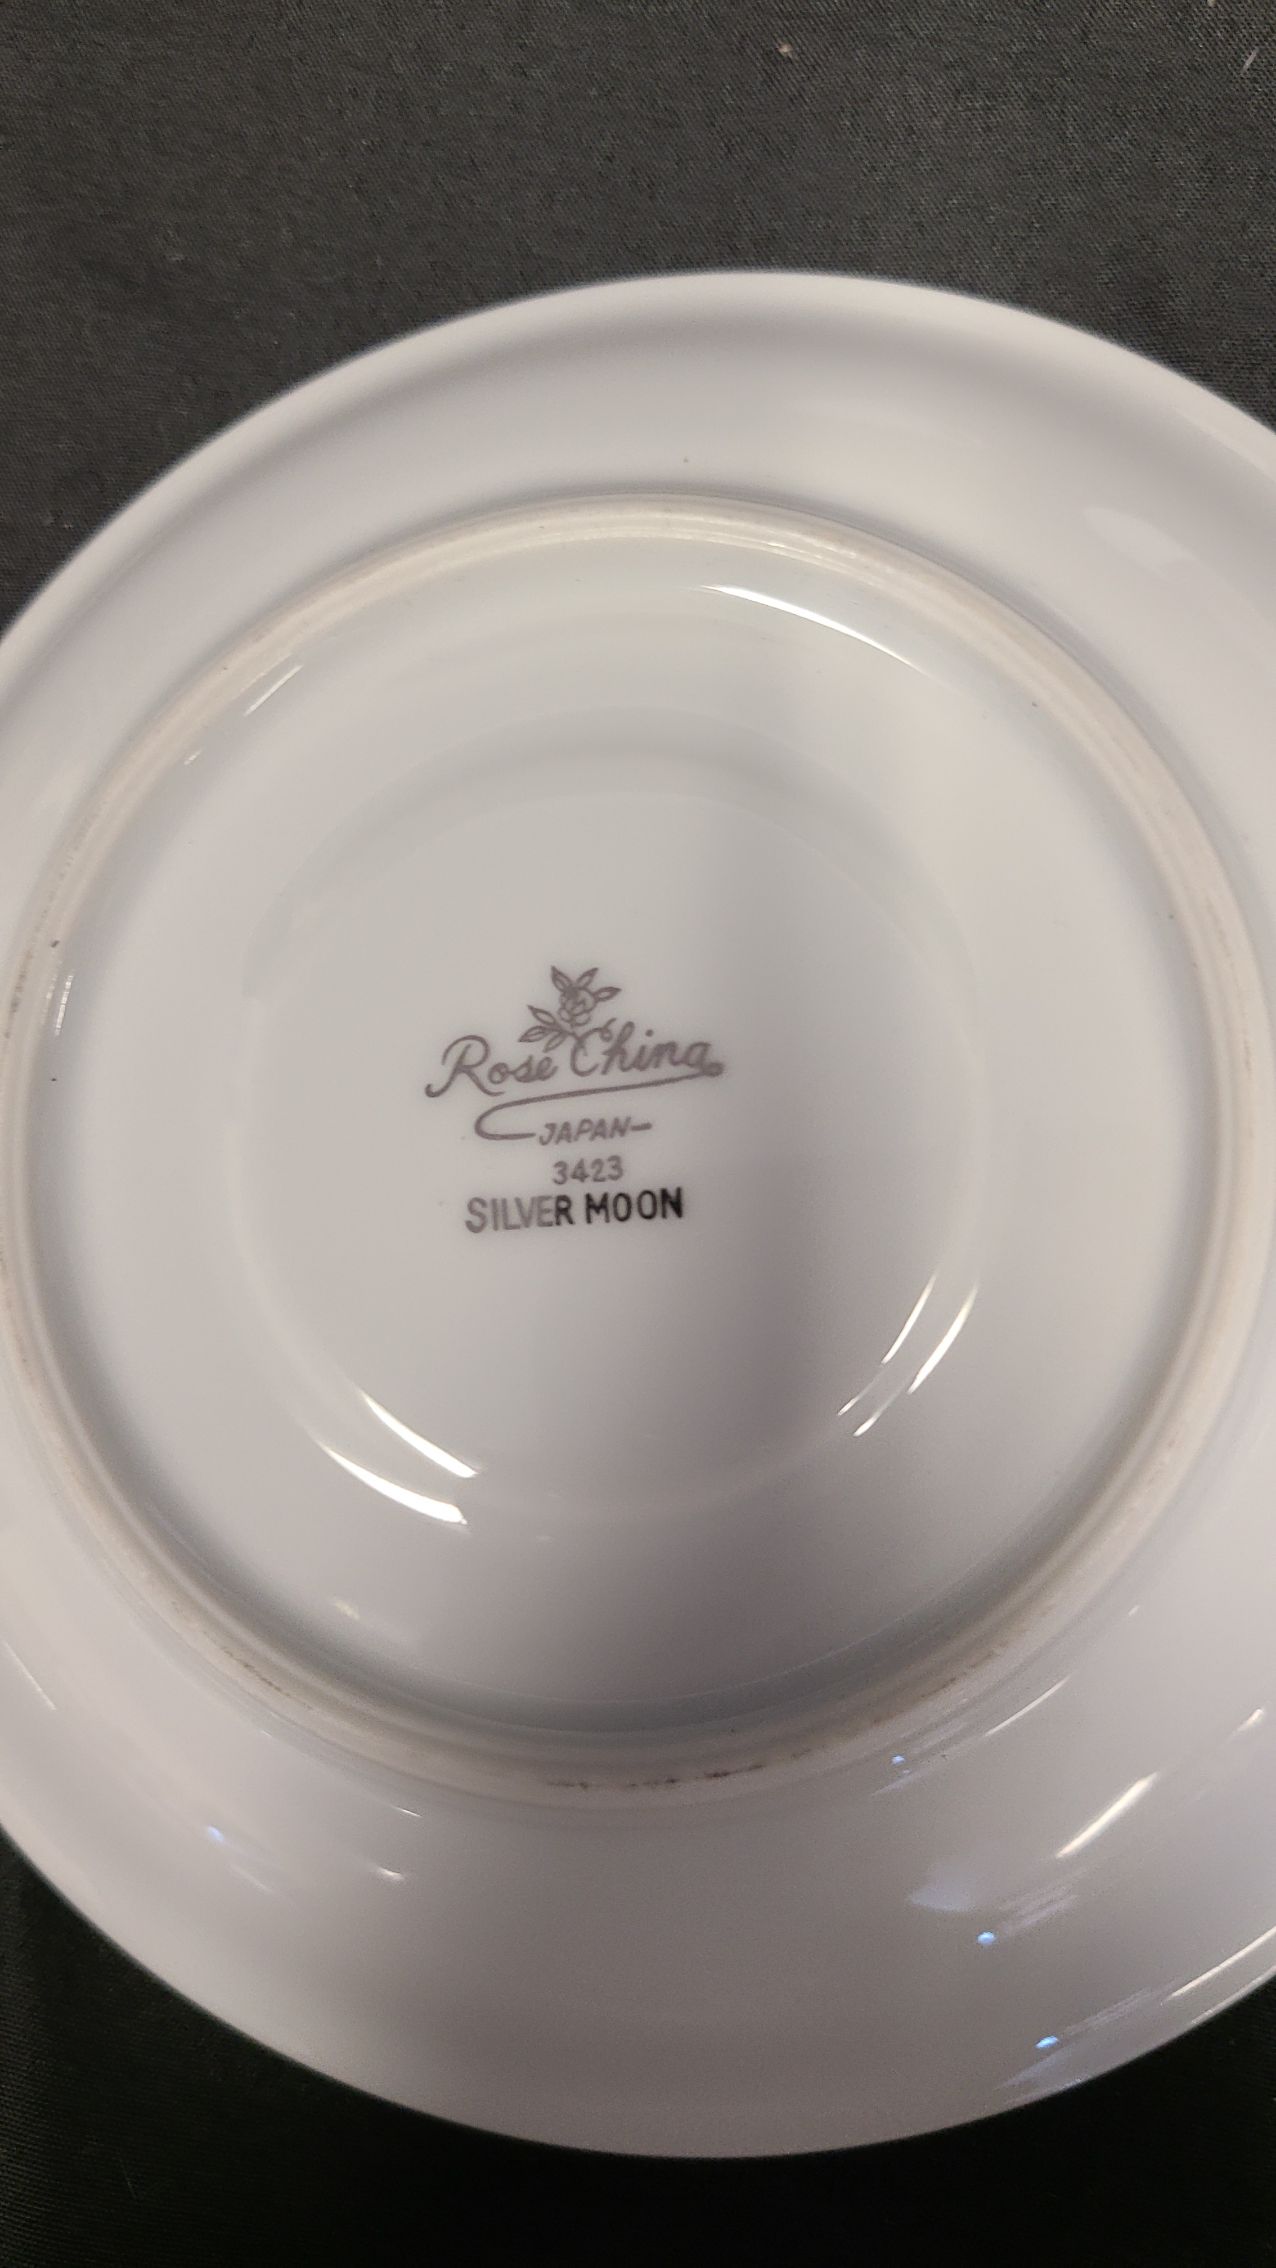 Rose China
-JAPAN-
3423
SILVER MOON